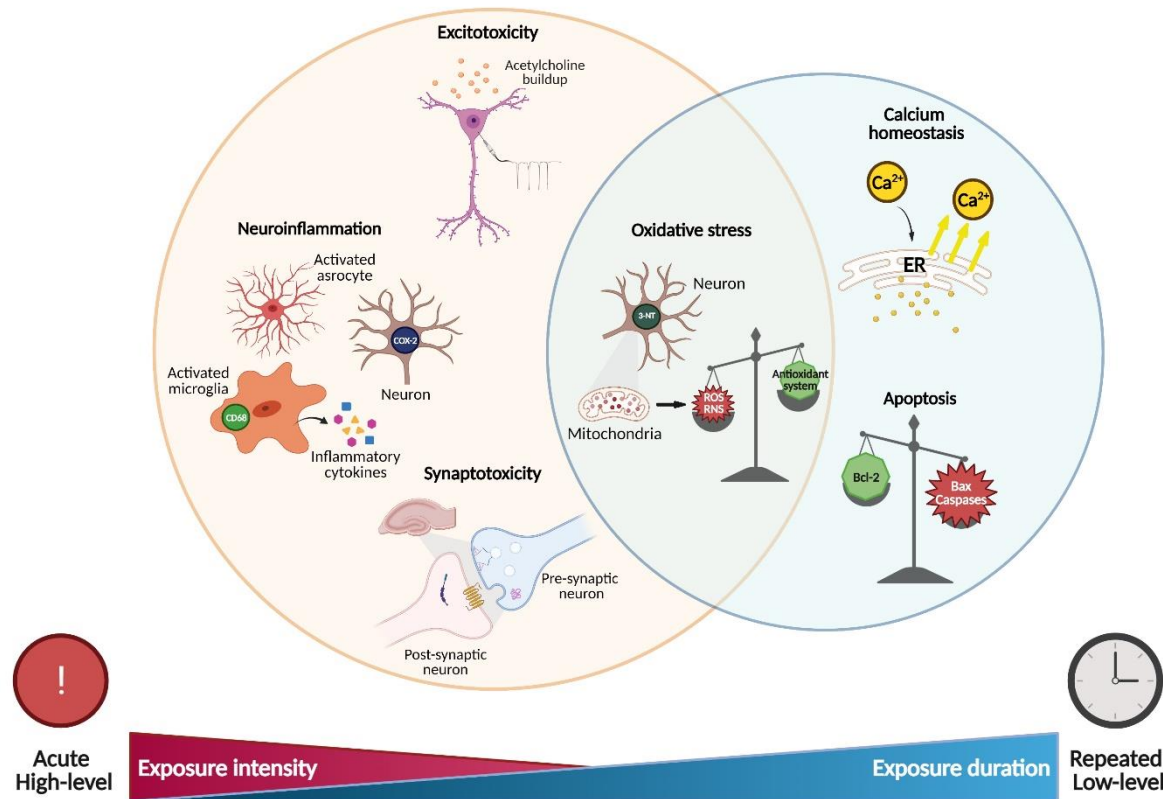 Excitotoxicity
Acetylcholine
buildup
Calcium
homeostasis
Ca2+
Ca2+
ER
Neuroinflammation
Activated
asrocyte
COX-2
Neuron
Activated
microglia
CD68
Inflammatory
cytokines
Oxidative stress
Neuron
3-NT
Mitochondria
ROS
RNS
Antioxidant
system
Apoptosis
Bcl-2
Bax
Caspases
Synaptotoxicity
Pre-synaptic
neuron
Post-synaptic
neuron
!
Acute
High-level
Exposure intensity
Exposure duration
Repeated
Low-level